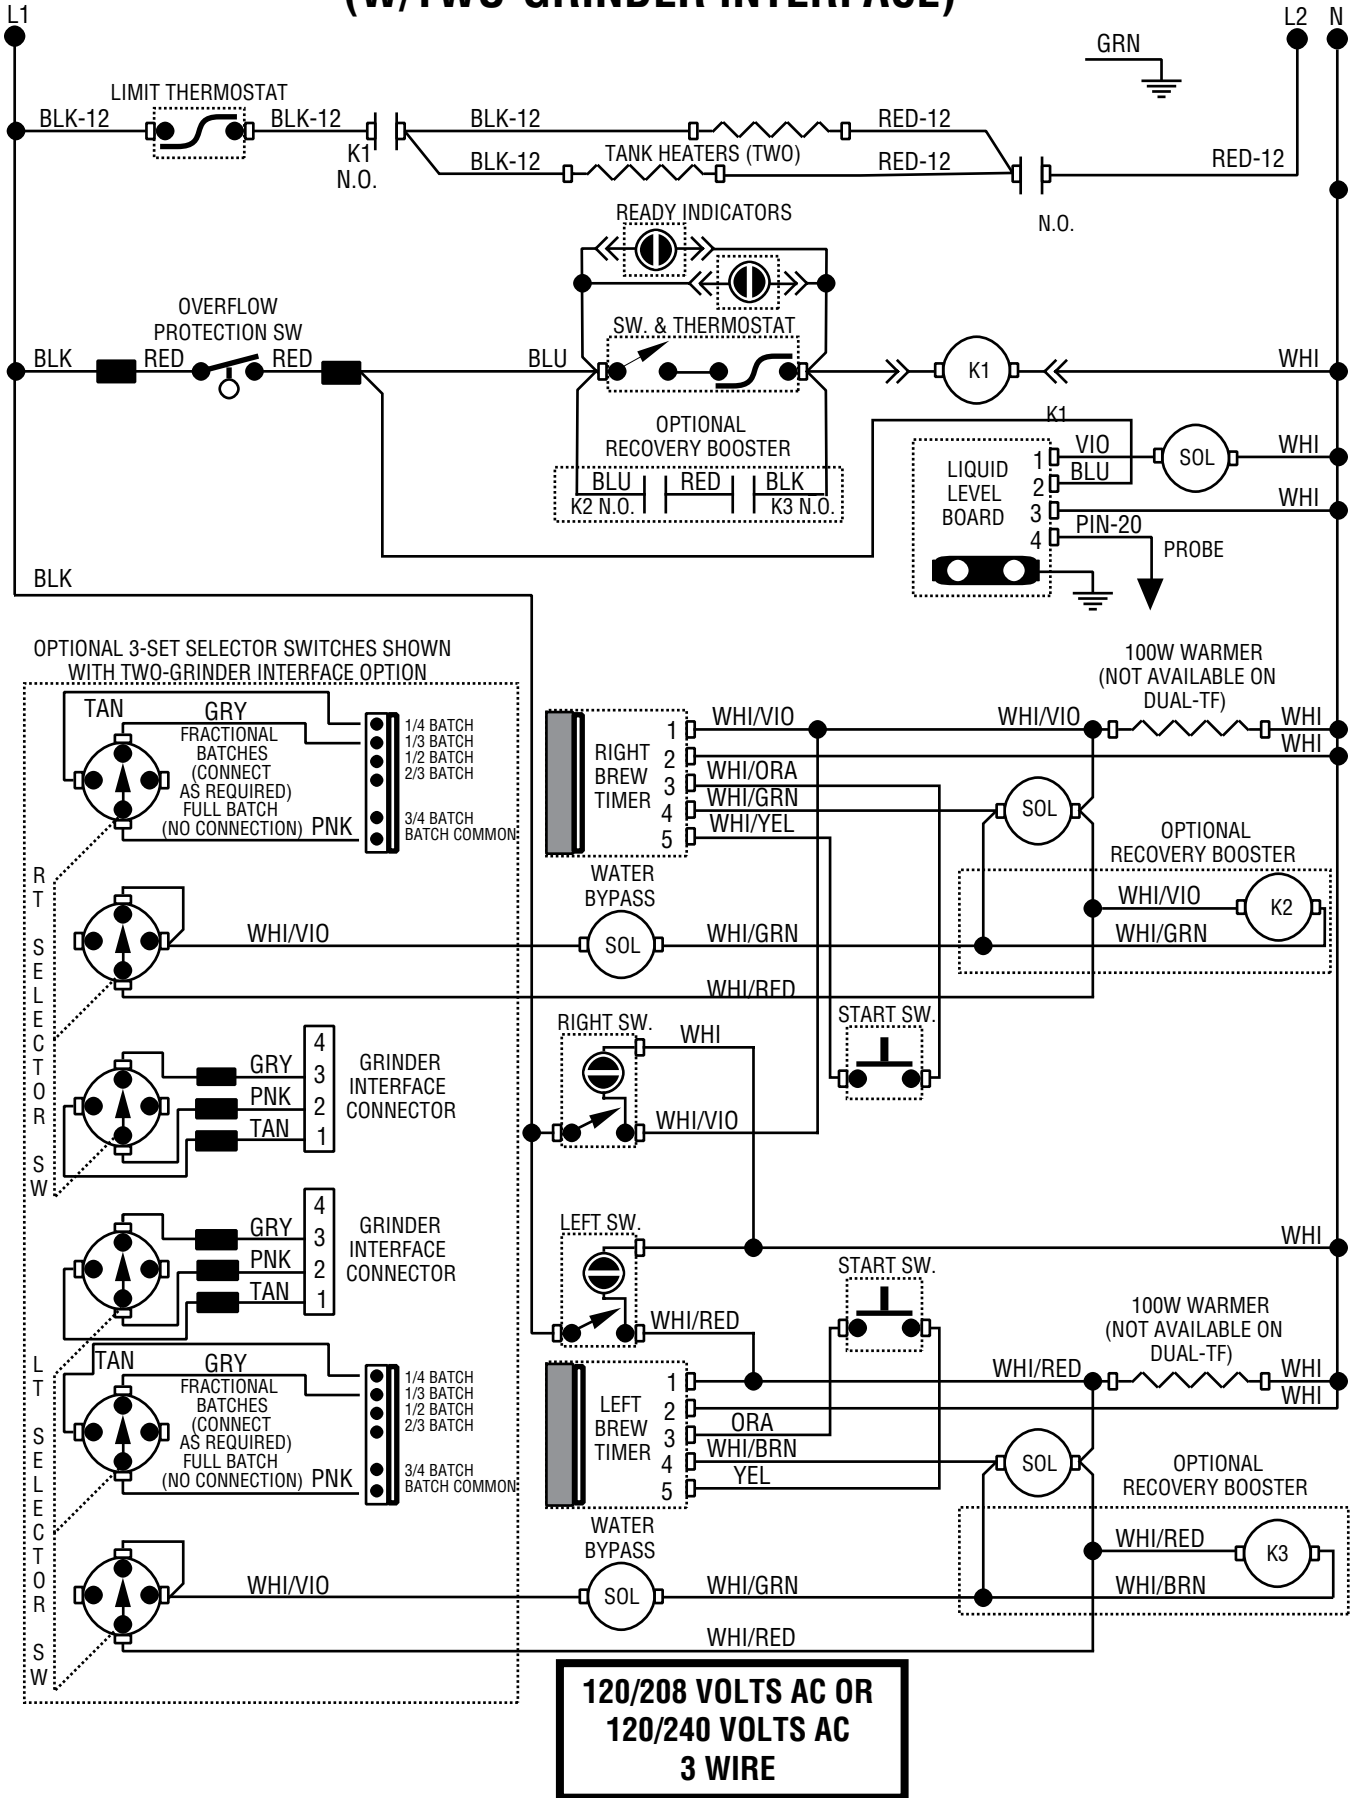 (W/TWO-GRINDER INTERFACE)
L1
L2 N
GRN
LIMIT THERMOSTAT
BLK-12 BLK-12 BLK-12 RED-12
K1
N.O.
TANK HEATERS (TWO)
BLK-12 RED-12 RED-12
N.O.
READY INDICATORS
OVERFLOW
PROTECTION SW
SW. & THERMOSTAT
BLK RED RED BLU K1 WHI
K1
OPTIONAL
RECOVERY BOOSTER
BLU RED BLK
K2 N.O. K3 N.O.
LIQUID
LEVEL
BOARD
1 VIO SOL WHI
2 BLU
3 WHI
4 PIN-20
PROBE
BLK
OPTIONAL 3-SET SELECTOR SWITCHES SHOWN
WITH TWO-GRINDER INTERFACE OPTION
TAN GRY
FRACTIONAL
BATCHES
(CONNECT
AS REQUIRED)
FULL BATCH
(NO CONNECTION) PNK
1/4 BATCH
1/3 BATCH
1/2 BATCH
2/3 BATCH
3/4 BATCH
BATCH COMMON
RIGHT
BREW
TIMER
1 WHI/VIO WHI/VIO
2
3 WHI/ORA
4 WHI/GRN
5 WHI/YEL
100W WARMER
(NOT AVAILABLE ON
DUAL-TF)
WHI
WHI
SOL
OPTIONAL
RECOVERY BOOSTER
WHI/VIO K2
WHI/GRN
WATER
BYPASS
WHI/VIO SOL WHI/GRN
WHI/RED
RT SELECTOR SW
START SW.
RIGHT SW.
WHI
WHI/VIO
4
GRY 3
PNK 2
TAN 1
GRINDER
INTERFACE
CONNECTOR
4
GRY 3
PNK 2
TAN 1
GRINDER
INTERFACE
CONNECTOR
LEFT SW.
WHI
START SW.
WHI/RED
LT SELECTOR SW
TAN GRY
FRACTIONAL
BATCHES
(CONNECT
AS REQUIRED)
FULL BATCH
(NO CONNECTION) PNK
1/4 BATCH
1/3 BATCH
1/2 BATCH
2/3 BATCH
3/4 BATCH
BATCH COMMON
LEFT
BREW
TIMER
1 WHI/RED
2
3 ORA
4 WHI/BRN
5 YEL
100W WARMER
(NOT AVAILABLE ON
DUAL-TF)
WHI
WHI
SOL
OPTIONAL
RECOVERY BOOSTER
WHI/RED K3
WHI/BRN
WATER
BYPASS
WHI/VIO SOL WHI/GRN
WHI/RED
120/208 VOLTS AC OR
120/240 VOLTS AC
3 WIRE